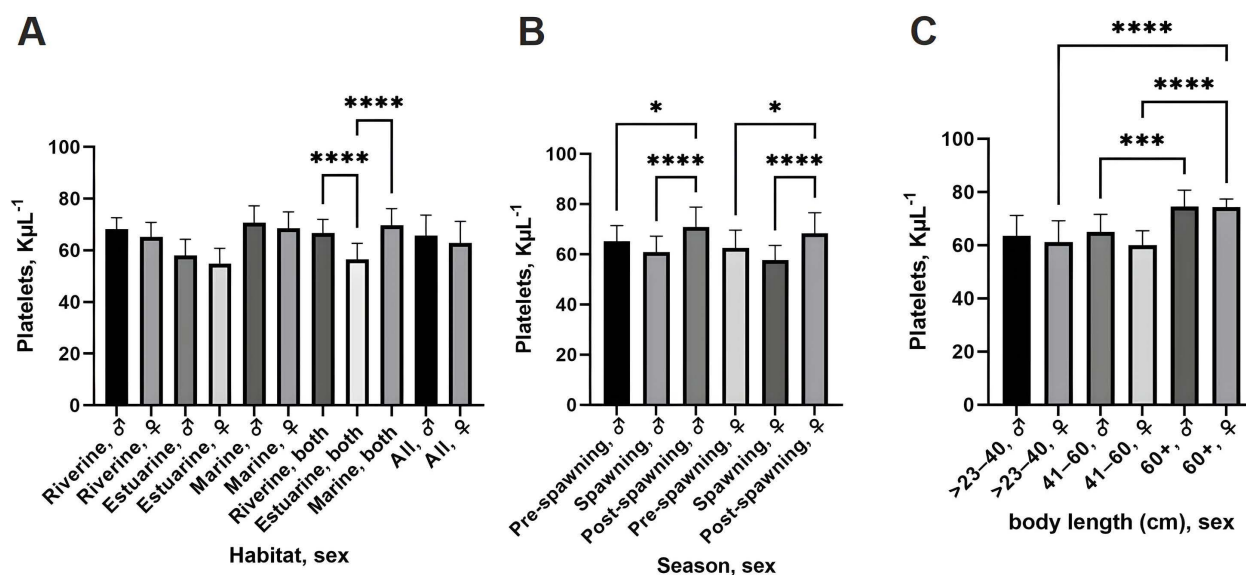 A
Platelets, KμL⁻¹
100
80
60
40
20
0
****
****
Riverine, ♂
Riverine, ♀
Estuarine, ♂
Estuarine, ♀
Marine, ♂
Marine, ♀
Riverine, both
Estuarine, both
Marine, both
All, ♂
All, ♀
Habitat, sex
B
Platelets, KμL⁻¹
100
80
60
40
20
0
*
*
****
****
Pre-spawning, ♂
Spawning, ♂
Post-spawning, ♂
Pre-spawning, ♀
Spawning, ♀
Post-spawning, ♀
Season, sex
C
Platelets, KμL⁻¹
100
80
60
40
20
0
****
****
***
>23–40, ♂
>23–40, ♀
41–60, ♂
41–60, ♀
60+, ♂
60+, ♀
body length (cm), sex